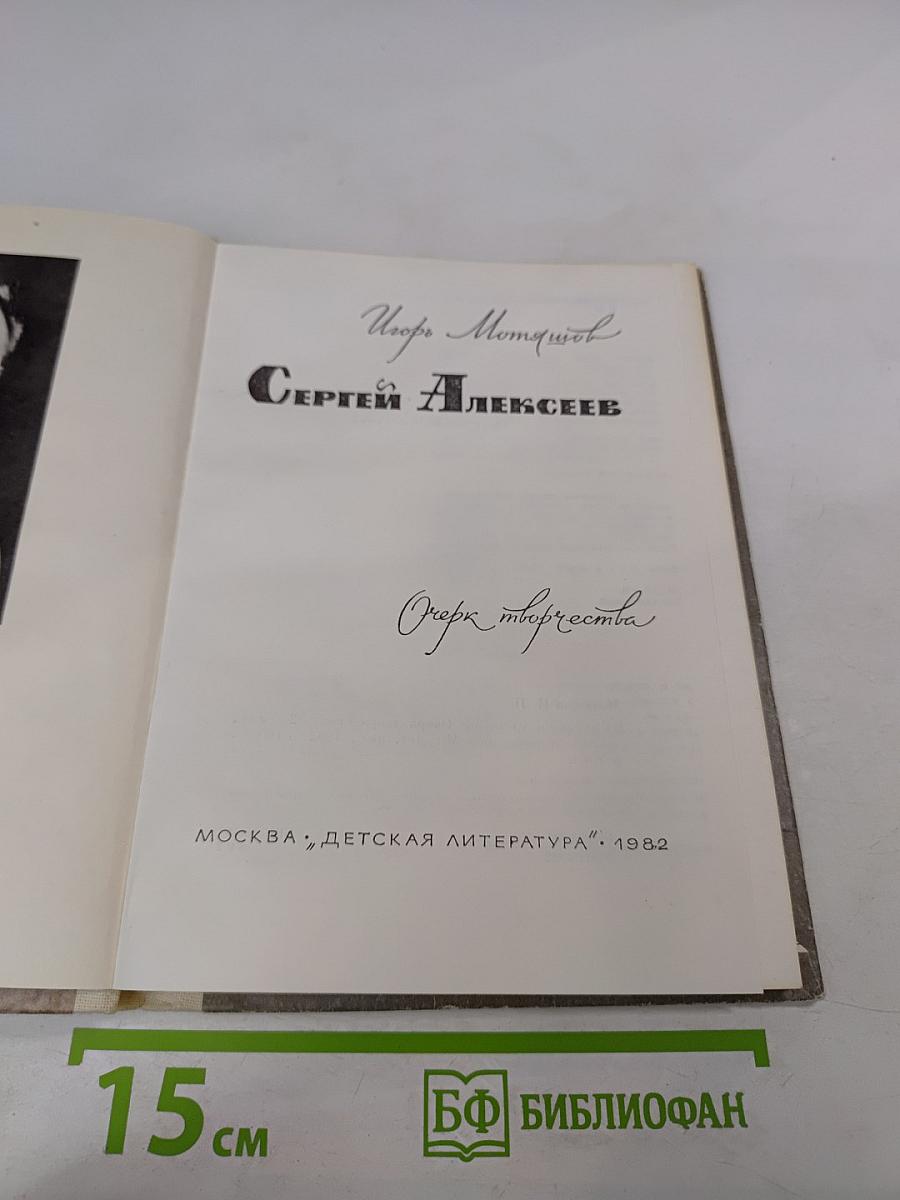 Игорь Мотяшов
Сергей Алексеев
Очерк творчества
МОСКВА · „ДЕТСКАЯ ЛИТЕРАТУРА" · 1982
15 см
БФ БИБЛИОФАН